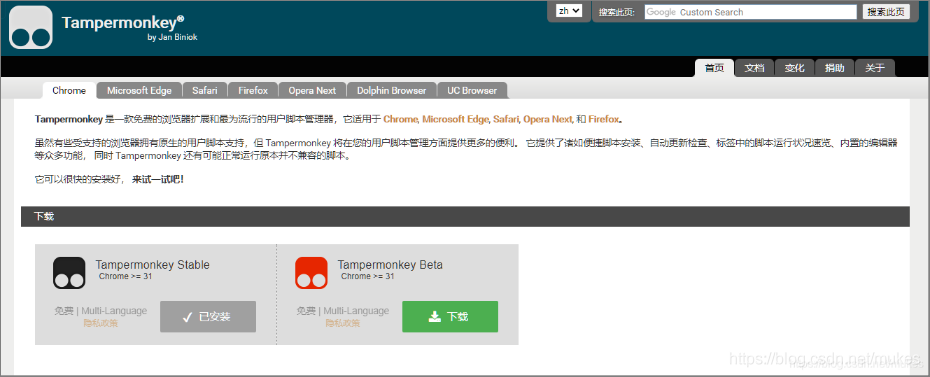 Tampermonkey®
by Jan Biniok
zh
搜索此页:
Google Custom Search
搜索此页
首页 文档 变化 捐助 关于
Chrome Microsoft Edge Safari Firefox Opera Next Dolphin Browser UC Browser
Tampermonkey 是一款免费的浏览器扩展和最为流行的用户脚本管理器，它适用于 Chrome, Microsoft Edge, Safari, Opera Next, 和 Firefox。
虽然有些受支持的浏览器拥有原生的用户脚本支持，但 Tampermonkey 将在您的用户脚本管理方面提供更多的便利。 它提供了诸如便捷脚本安装、自动更新检查、标签中的脚本运行状况速览、内置的编辑器
等众多功能， 同时 Tampermonkey 还有可能正常运行原本并不兼容的脚本。
它可以很快的安装好， 来试一试吧！
下载
Tampermonkey Stable
Chrome >= 31
免费 | Multi-Language
隐私政策
已安装
Tampermonkey Beta
Chrome >= 31
免费 | Multi-Language
隐私政策
下载
https://blog.csdn.net/mukes